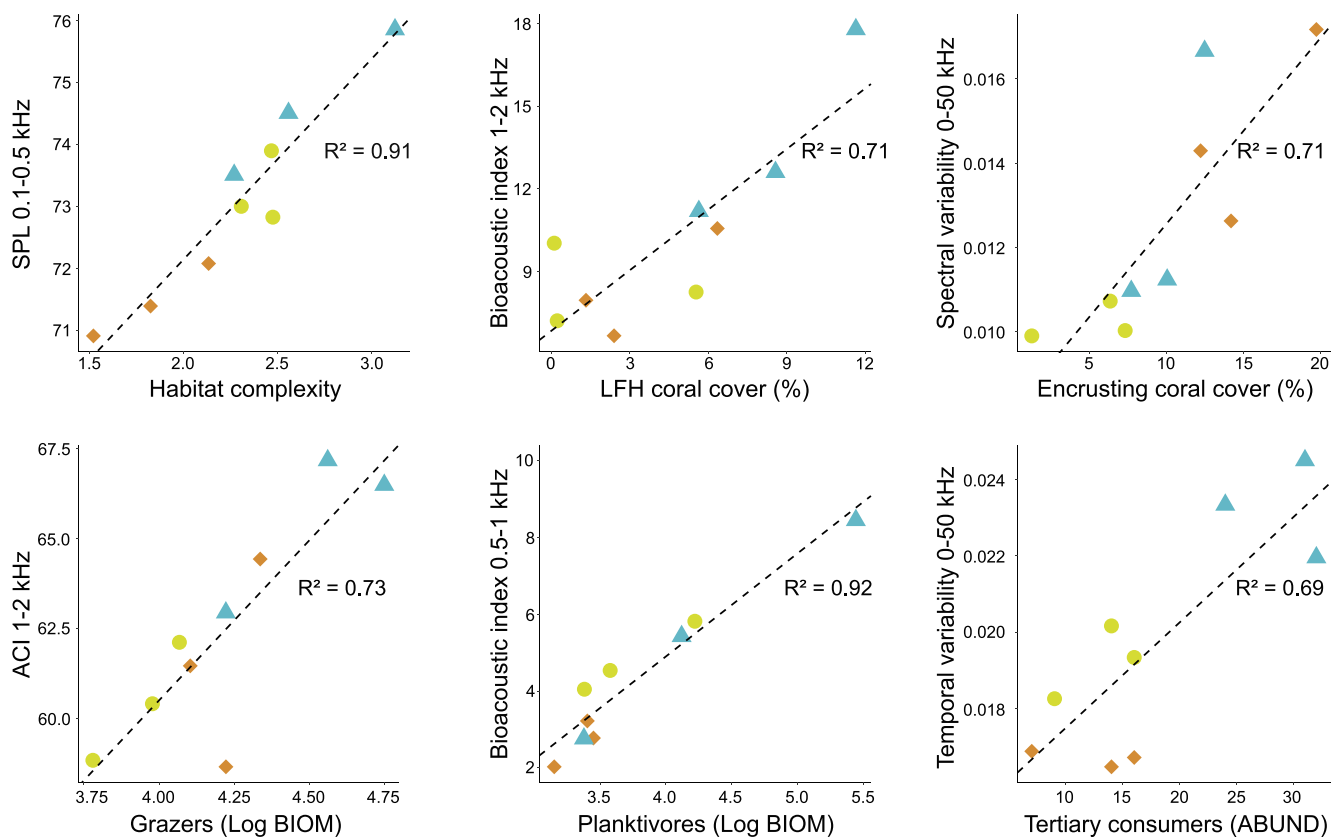 76
75
74
73
72
71
SPL 0.1-0.5 kHz
R² = 0.91
1.5 2.0 2.5 3.0
Habitat complexity
18
15
12
9
Bioacoustic index 1-2 kHz
R² = 0.71
0 3 6 9 12
LFH coral cover (%)
0.016
0.014
0.012
0.010
Spectral variability 0-50 kHz
R² = 0.71
5 10 15 20
Encrusting coral cover (%)
67.5
65.0
62.5
60.0
ACI 1-2 kHz
R² = 0.73
3.75 4.00 4.25 4.50 4.75
Grazers (Log BIOM)
10
8
6
4
2
Bioacoustic index 0.5-1 kHz
R² = 0.92
3.5 4.0 4.5 5.0 5.5
Planktivores (Log BIOM)
0.024
0.022
0.020
0.018
Temporal variability 0-50 kHz
R² = 0.69
10 15 20 25 30
Tertiary consumers (ABUND)